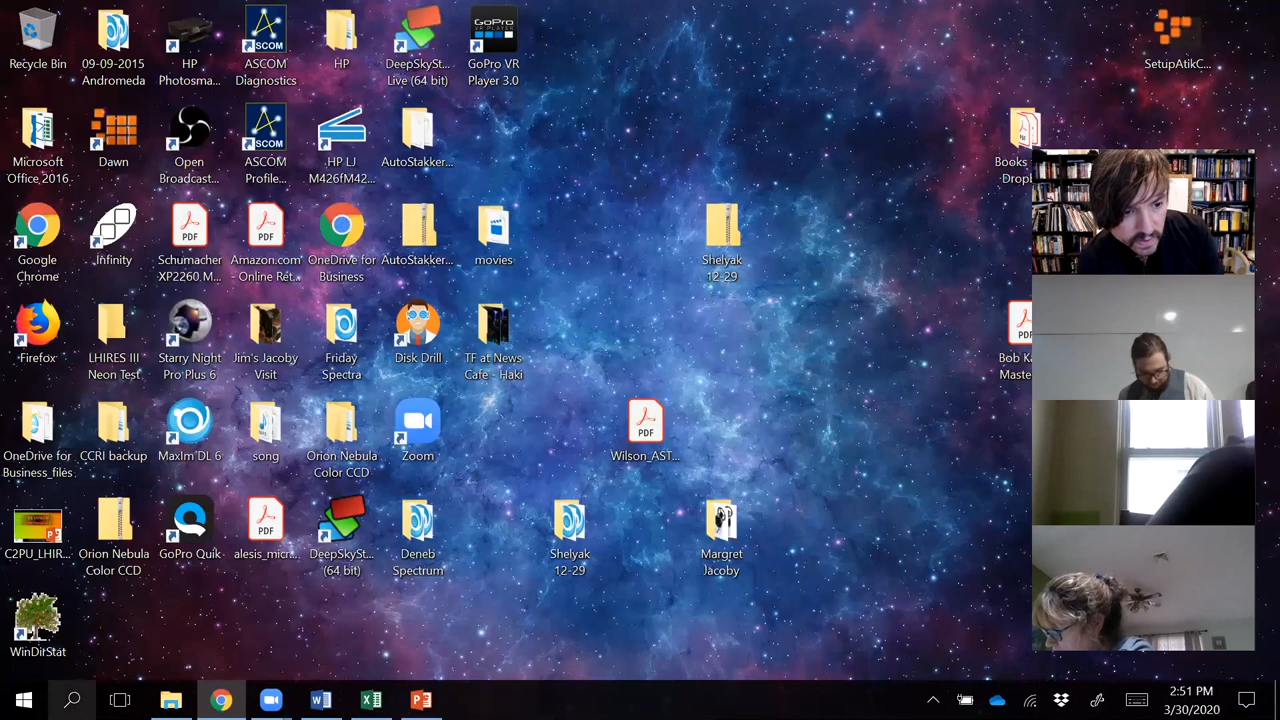 Recycle Bin
09-09-2015
Andromeda
HP
Photosma...
ASCOM
ASCOM
Diagnostics
HP
DeepSkySt...
Live (64 bit)
GoPro
VR PLAYER
GoPro VR
Player 3.0
SetupAtikC...
Microsoft
Office 2016
Dawn
Open
Broadcast...
ASCOM
ASCOM
Profile...
HP LJ
M426fM42...
AutoStakker...
Books
Dropi
Google
Chrome
Infinity
PDF
Schumacher
XP2260 M...
PDF
Amazon.com
- Online Ret...
OneDrive for
Business
AutoStakker...
movies
Shelyak
12-29
Firefox
LHIRES III
Neon Test
Starry Night
Pro Plus 6
Jim's Jacoby
Visit
Friday
Spectra
Disk Drill
TF at News
Cafe - Haki
Bob Ka
Master
OneDrive for
Business_files
CCRI backup
MaxIm DL 6
song
Orion Nebula
Color CCD
Zoom
PDF
Wilson_AST...
C2PU_LHIR...
Orion Nebula
Color CCD
GoPro Quik
PDF
alesis_micr...
DeepSkySt...
(64 bit)
Deneb
Spectrum
Shelyak
12-29
Margret
Jacoby
WinDirStat
2:51 PM
3/30/2020